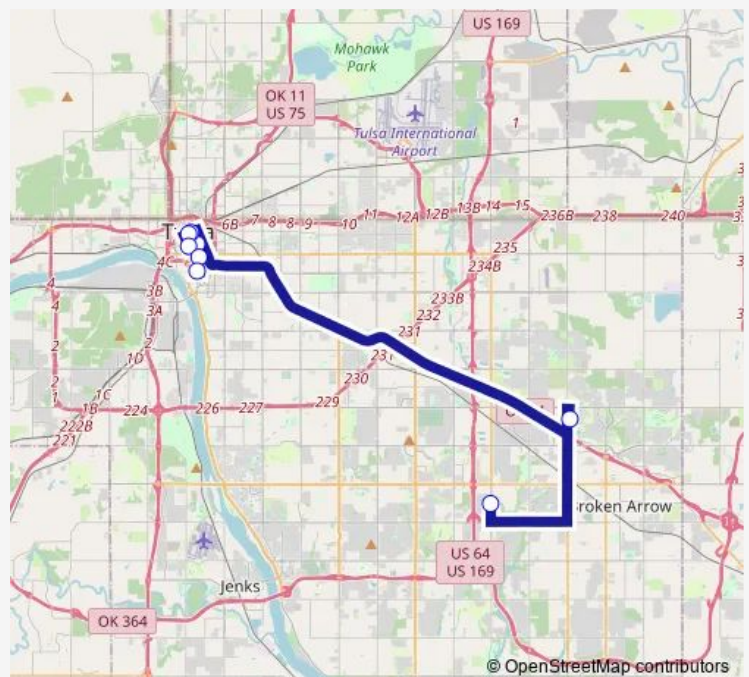 US 169
Mohawk
Park
OK 11
US 75
1
Tulsa International
Airport
6B
7
8
8
9
10
11
12A
12B
13B
14
15
236B
238
240
235
4C
234B
4
3B
233B
4
3A
232
2
231
2
1D
230
2
1C
229
1
1B
224
226
227
222B
221
Broken Arrow
US 64
US 169
Jenks
OK 364
© OpenStreetMap contributors